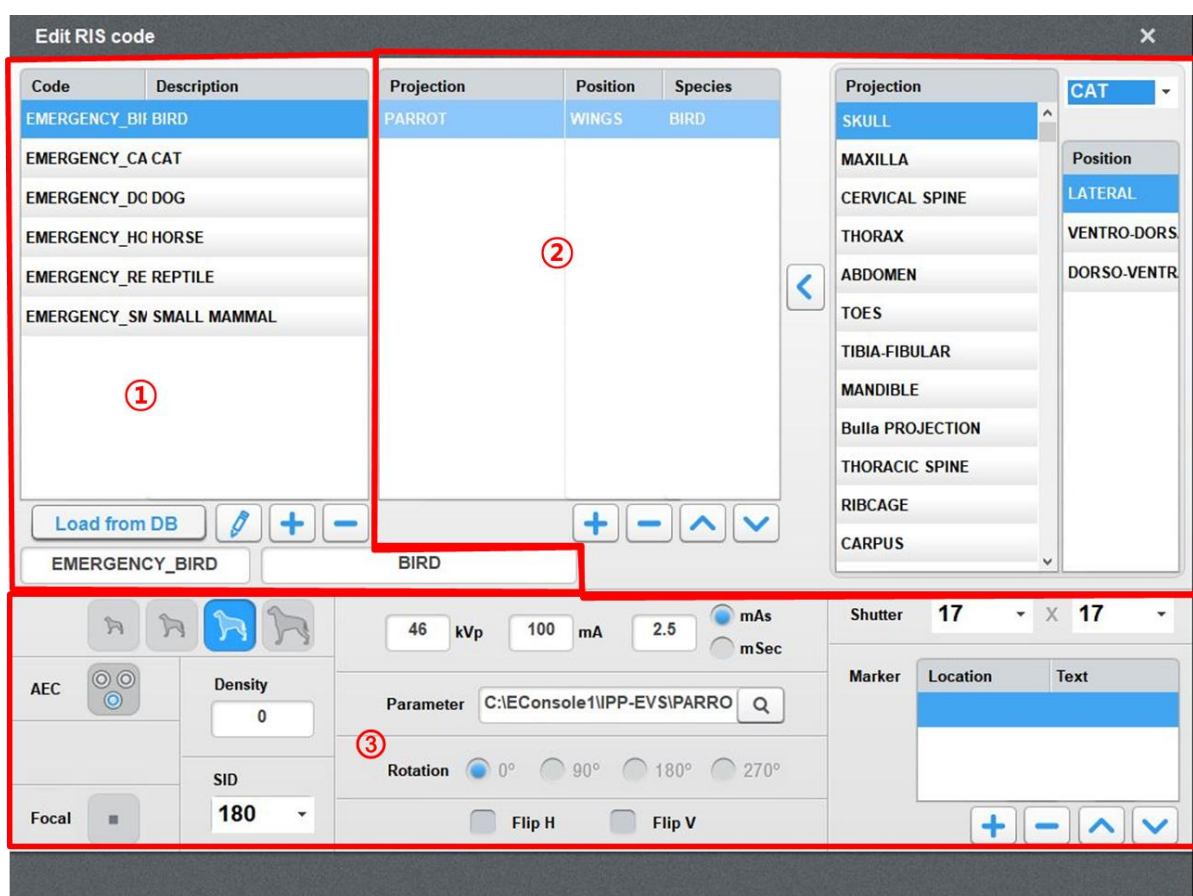 Edit RIS code
Code Description
EMERGENCY_BIF BIRD
EMERGENCY_CA CAT
EMERGENCY_DO DOG
EMERGENCY_HO HORSE
EMERGENCY_RE REPTILE
EMERGENCY_SM SMALL MAMMAL
①
Load from DB
EMERGENCY_BIRD BIRD
Projection Position Species
PARROT WINGS BIRD
②
Projection
SKULL
MAXILLA
CERVICAL SPINE
THORAX
ABDOMEN
TOES
TIBIA-FIBULAR
MANDIBLE
Bulla PROJECTION
THORACIC SPINE
RIBCAGE
CARPUS
CAT
Position
LATERAL
VENTRO-DORS
DORSO-VENTR
AEC
Density
0
SID
Focal
180
46 kVp 100 mA 2.5 mAs
mSec
Parameter C:\EConsole1\IPP-EVS\PARRO
③
Rotation 0° 90° 180° 270°
Flip H Flip V
Shutter 17 X 17
Marker Location Text